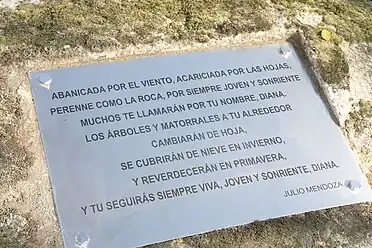 ABANICADA POR EL VIENTO, ACARICIADA POR LAS HOJAS,
PERENNE COMO LA ROCA, POR SIEMPRE JOVEN Y SONRIENTE
MUCHOS TE LLAMARÁN POR TU NOMBRE, DIANA.
LOS ÁRBOLES Y MATORRALES A TU ALREDEDOR
CAMBIARÁN DE HOJA,
SE CUBRIRÁN DE NIEVE EN INVIERNO,
Y REVERDECERÁN EN PRIMAVERA,
Y TU SEGUIRÁS SIEMPRE VIVA, JOVEN Y SONRIENTE, DIANA.
JULIO MENDOZA